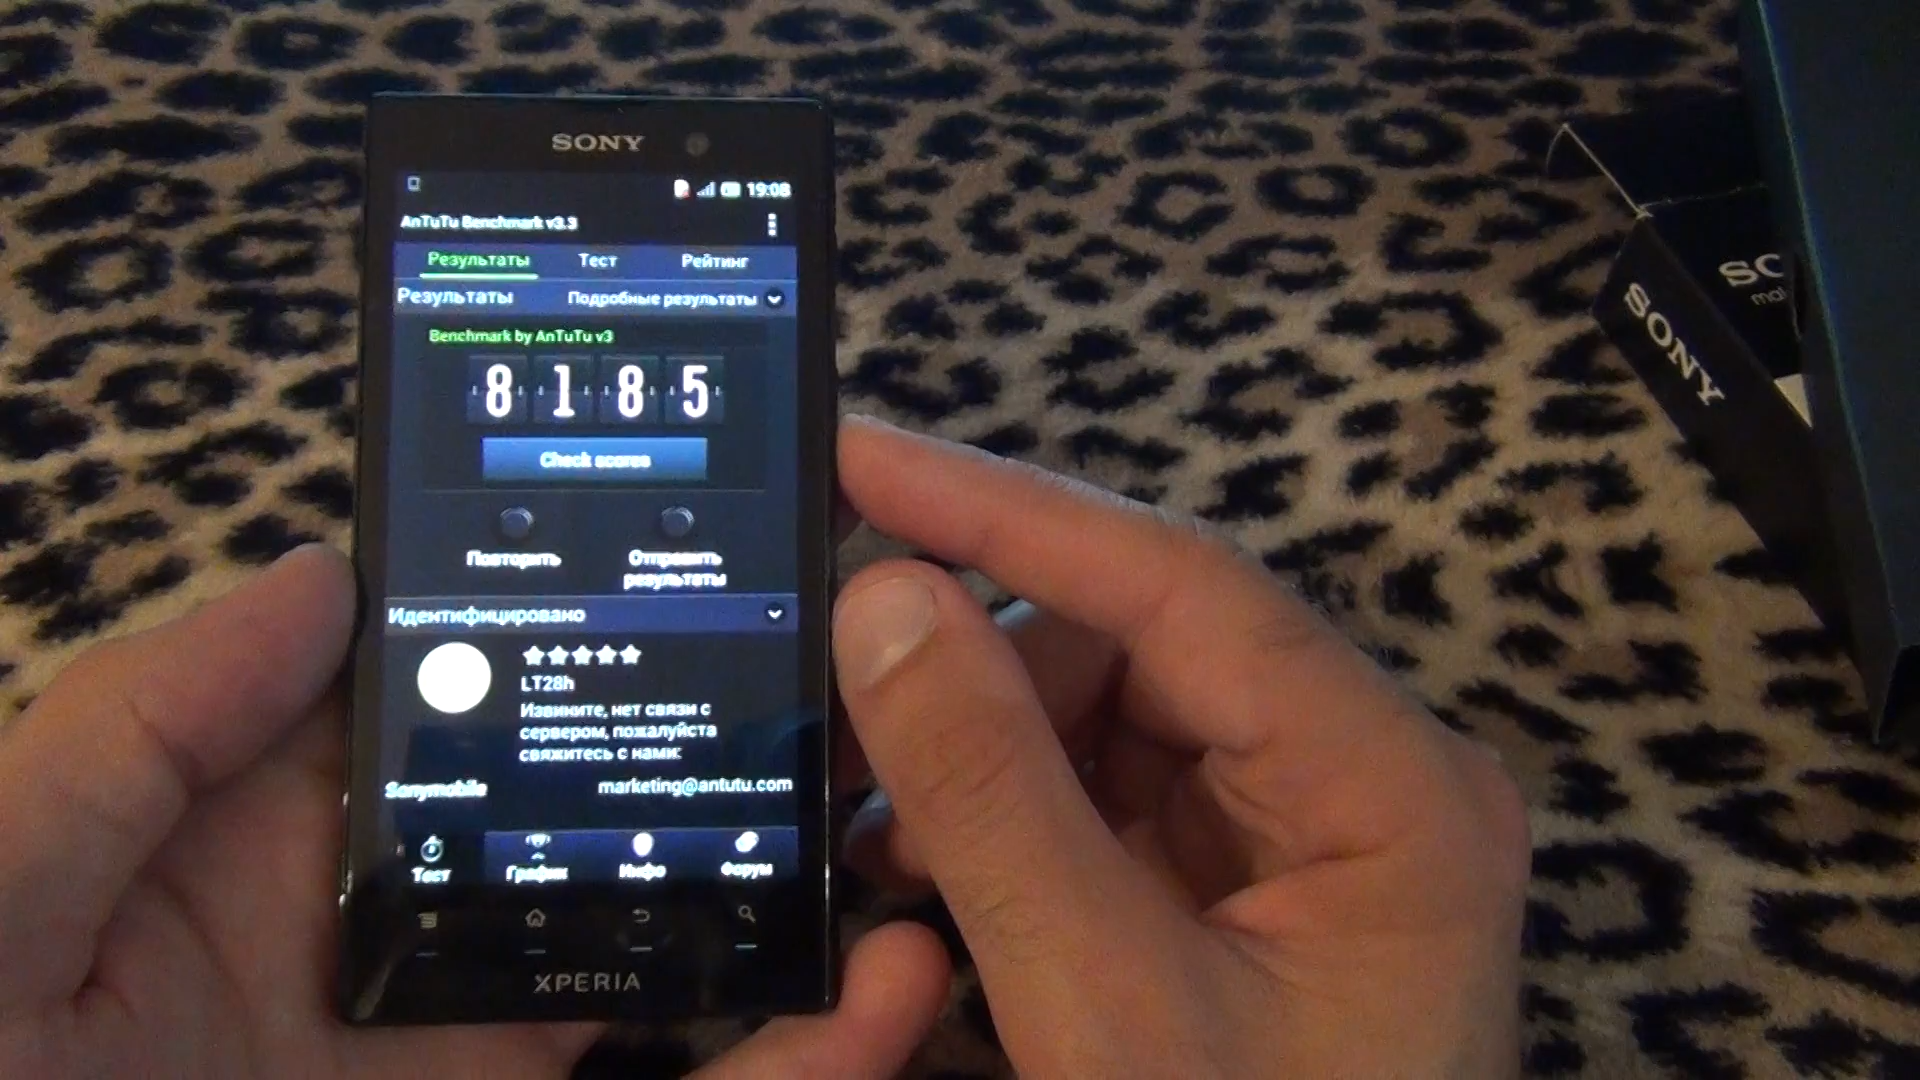 SONY
19:08
AnTuTu Benchmark v3.3
Результаты Тест Рейтинг
Результаты Подробные результаты
Benchmark by AnTuTu v3
8185
Check scores
Повторить
Отправить
результаты
Идентифицировано
LT28h
Извините, нет связи с
сервером, пожалуйста
свяжитесь с нами:
Sonymobile marketing@antutu.com
Тест График Инфо Форум
XPERIA
SONY
SO
mal